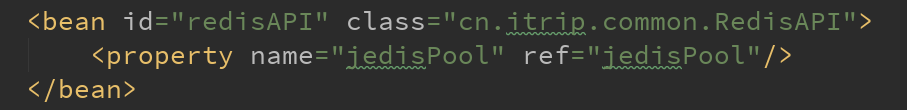 <bean id="redisAPI" class="cn.itrip.common.RedisAPI">
<property name="jedisPool" ref="jedisPool"/>
</bean>